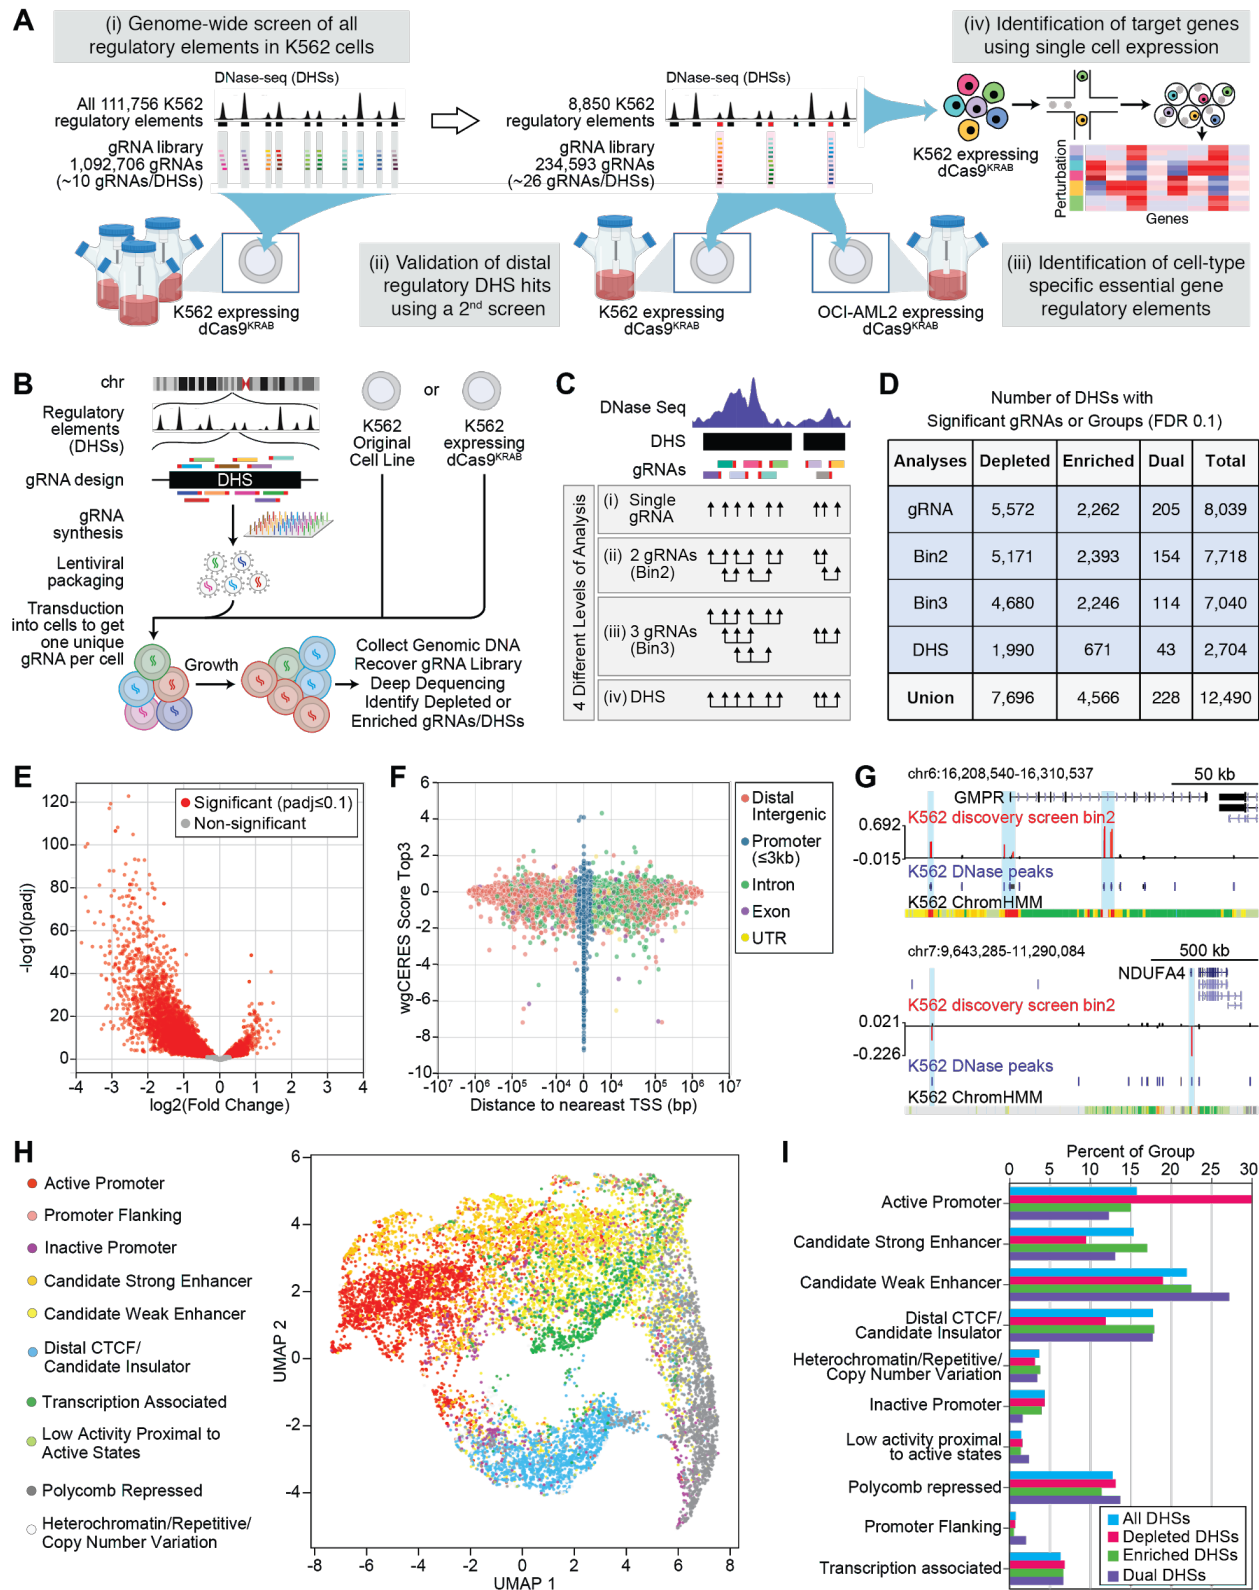 A
(i) Genome-wide screen of all
regulatory elements in K562 cells
DNase-seq (DHSs)
All 111,756 K562
regulatory elements
gRNA library
1,092,706 gRNAs
(~10 gRNAs/DHSs)
DNase-seq (DHSs)
8,850 K562
regulatory elements
gRNA library
234,593 gRNAs
(~26 gRNAs/DHSs)
(iv) Identification of target genes
using single cell expression
K562 expressing
dCas9KRAB
Perturbation
Genes
K562 expressing
dCas9KRAB
(ii) Validation of distal
regulatory DHS hits
using a 2nd screen
K562 expressing
dCas9KRAB
OCI-AML2 expressing
dCas9KRAB
(iii) Identification of cell-type
specific essential gene
regulatory elements
B
chr
Regulatory
elements
(DHSs)
gRNA design
DHS
gRNA
synthesis
Lentiviral
packaging
Transduction
into cells to get
one unique
gRNA per cell
Growth
K562
Original
Cell Line
or
K562
expressing
dCas9KRAB
Collect Genomic DNA
Recover gRNA Library
Deep Dequencing
Identify Depleted or
Enriched gRNAs/DHSs
C
DNase Seq
DHS
gRNAs
4 Different Levels of Analysis
(i) Single
gRNA
(ii) 2 gRNAs
(Bin2)
(iii) 3 gRNAs
(Bin3)
(iv) DHS
D
Number of DHSs with
Significant gRNAs or Groups (FDR 0.1)
Analyses Depleted Enriched Dual Total
gRNA 5,572 2,262 205 8,039
Bin2 5,171 2,393 154 7,718
Bin3 4,680 2,246 114 7,040
DHS 1,990 671 43 2,704
Union 7,696 4,566 228 12,490
E
Significant (padj≤0.1)
Non-significant
-log10(padj)
120
100
80
60
40
20
0
-4 -3 -2 -1 0 1 2 3 4
log2(Fold Change)
F
wgCERES Score Top3
6
4
2
0
-2
-4
-6
-8
-10
-10⁷ -10⁶ -10⁵ -10⁴ 0 10⁴ 10⁵ 10⁶ 10⁷
Distance to neareast TSS (bp)
Distal
Intergenic
Promoter
(≤3kb)
Intron
Exon
UTR
G
chr6:16,208,540-16,310,537
50 kb
GMPR
K562 discovery screen bin2
0.692
-0.015
K562 DNase peaks
K562 ChromHMM
chr7:9,643,285-11,290,084
500 kb
NDUFA4
K562 discovery screen bin2
0.021
-0.226
K562 DNase peaks
K562 ChromHMM
H
Active Promoter
Promoter Flanking
Inactive Promoter
Candidate Strong Enhancer
Candidate Weak Enhancer
Distal CTCF/
Candidate Insulator
Transcription Associated
Low Activity Proximal to
Active States
Polycomb Repressed
Heterochromatin/Repetitive/
Copy Number Variation
UMAP 2
6
4
2
0
-2
-4
-8 -6 -4 -2 0 2 4 6 8
UMAP 1
I
Percent of Group
0 5 10 15 20 25 30
Active Promoter
Candidate Strong Enhancer
Candidate Weak Enhancer
Distal CTCF/
Candidate Insulator
Heterochromatin/Repetitive/
Copy Number Variation
Inactive Promoter
Low activity proximal
to active states
Polycomb repressed
Promoter Flanking
Transcription associated
All DHSs
Depleted DHSs
Enriched DHSs
Dual DHSs